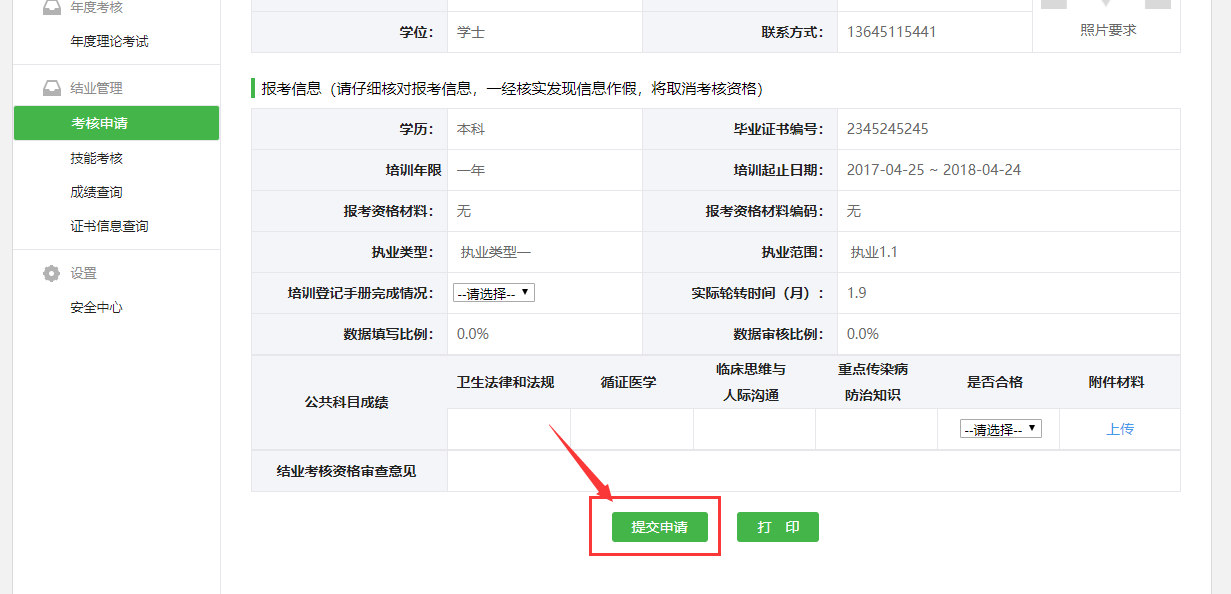 年度考核
年度理论考试
结业管理
考核申请
技能考核
成绩查询
证书信息查询
设置
安全中心
学位： 学士 联系方式： 13645115441
照片要求
报考信息（请仔细核对报考信息，一经核实发现信息作假，将取消考核资格）
学历： 本科 毕业证书编号： 2345245245
培训年限 一年 培训起止日期： 2017-04-25 ~ 2018-04-24
报考资格材料： 无 报考资格材料编码： 无
执业类型： 执业类型一 执业范围： 执业1.1
培训登记手册完成情况： --请选择-- 实际轮转时间（月）： 1.9
数据填写比例： 0.0% 数据审核比例： 0.0%
公共科目成绩
卫生法律和法规 循证医学 临床思维与
人际沟通 重点传染病
防治知识 是否合格 附件材料
--请选择-- 上传
结业考核资格审查意见
提交申请 打 印